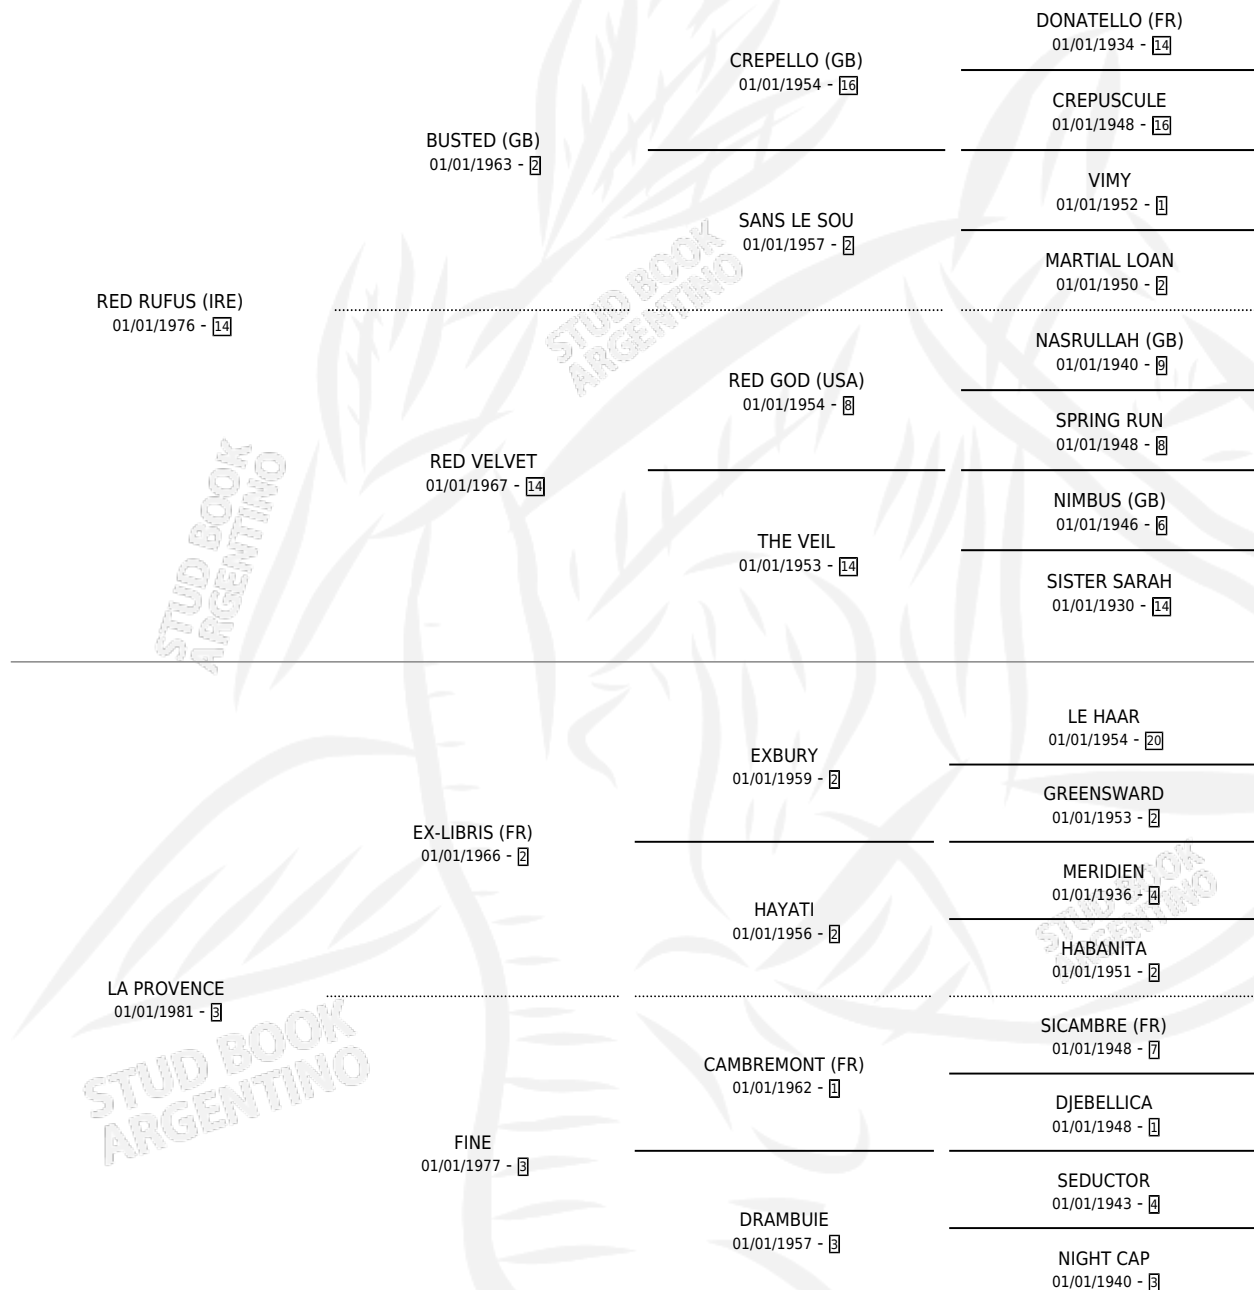 DONATELLO (FR)
01/01/1934 - 14
CREPELLO (GB)
01/01/1954 - 16
CREPUSCULE
01/01/1948 - 16
BUSTED (GB)
01/01/1963 - 2
VIMY
01/01/1952 - 1
SANS LE SOU
01/01/1957 - 2
MARTIAL LOAN
01/01/1950 - 2
RED RUFUS (IRE)
01/01/1976 - 14
NASRULLAH (GB)
01/01/1940 - 9
RED GOD (USA)
01/01/1954 - 8
SPRING RUN
01/01/1948 - 8
RED VELVET
01/01/1967 - 14
NIMBUS (GB)
01/01/1946 - 6
THE VEIL
01/01/1953 - 14
SISTER SARAH
01/01/1930 - 14
LE HAAR
01/01/1954 - 20
EXBURY
01/01/1959 - 2
GREENSWARD
01/01/1953 - 2
EX-LIBRIS (FR)
01/01/1966 - 2
MERIDIEN
01/01/1936 - 4
HAYATI
01/01/1956 - 2
HABANITA
01/01/1951 - 2
LA PROVENCE
01/01/1981 - 3
SICAMBRE (FR)
01/01/1948 - 7
CAMBREMONT (FR)
01/01/1962 - 1
DJEBELLICA
01/01/1948 - 1
FINE
01/01/1977 - 3
SEDUCTOR
01/01/1943 - 4
DRAMBUIE
01/01/1957 - 3
NIGHT CAP
01/01/1940 - 3
STUD BOOK
ARGENTINO
STUD BOOK
ARGENTINO
STUD BOOK
ARGENTINO
STUD BOOK
ARGENTINO